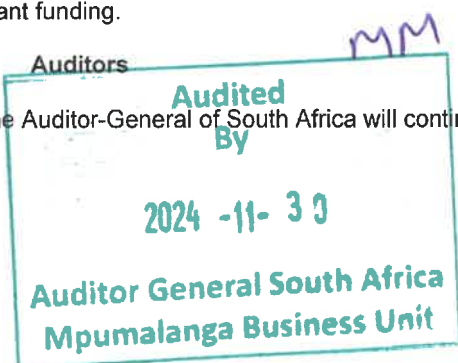 ant funding.
MM
Auditors
Audited
e Auditor-General of South Africa will conti
By
2024 -11- 30
Auditor General South Africa
Mpumalanga Business Unit